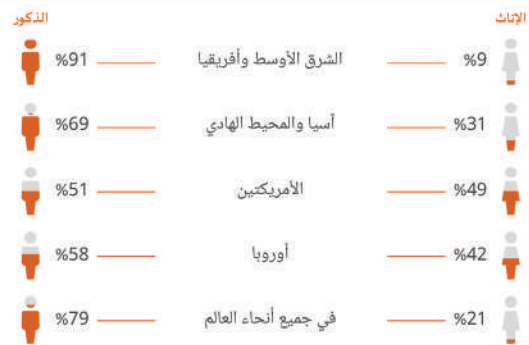 الإناث الذكور
%9 الشرق الأوسط وأفريقيا %91
%31 آسيا والمحيط الهادي %69
%49 الأمريكتين %51
%42 أوروبا %58
%21 في جميع أنحاء العالم %79